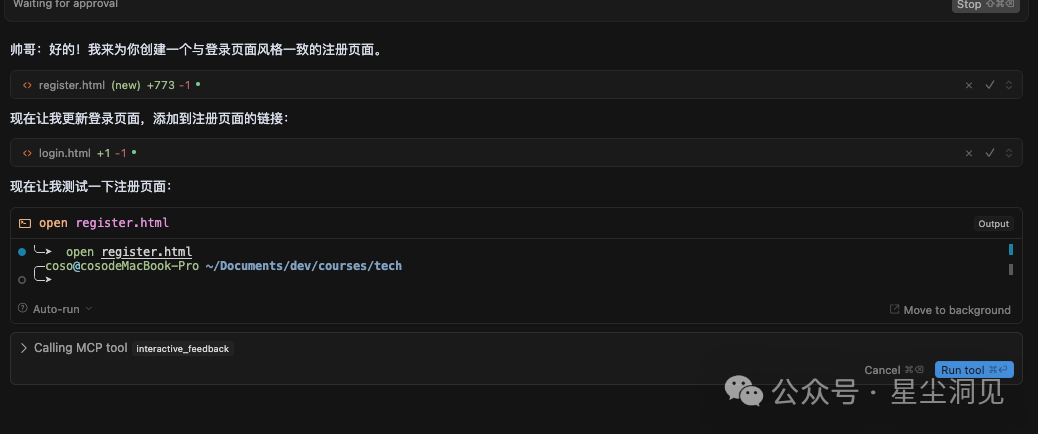 Waiting for approval
Stop ⇧⌘⌫
帅哥：好的！我来为你创建一个与登录页面风格一致的注册页面。
<> register.html (new) +773 -1
现在让我更新登录页面，添加到注册页面的链接：
<> login.html +1 -1
现在让我测试一下注册页面：
open register.html
Output
open register.html
coso@cosodeMacBook-Pro ~/Documents/dev/courses/tech
Auto-run
Move to background
Calling MCP tool interactive_feedback
Cancel ⌘⌫ Run tool ⌘⏎
公众号 · 星尘洞见